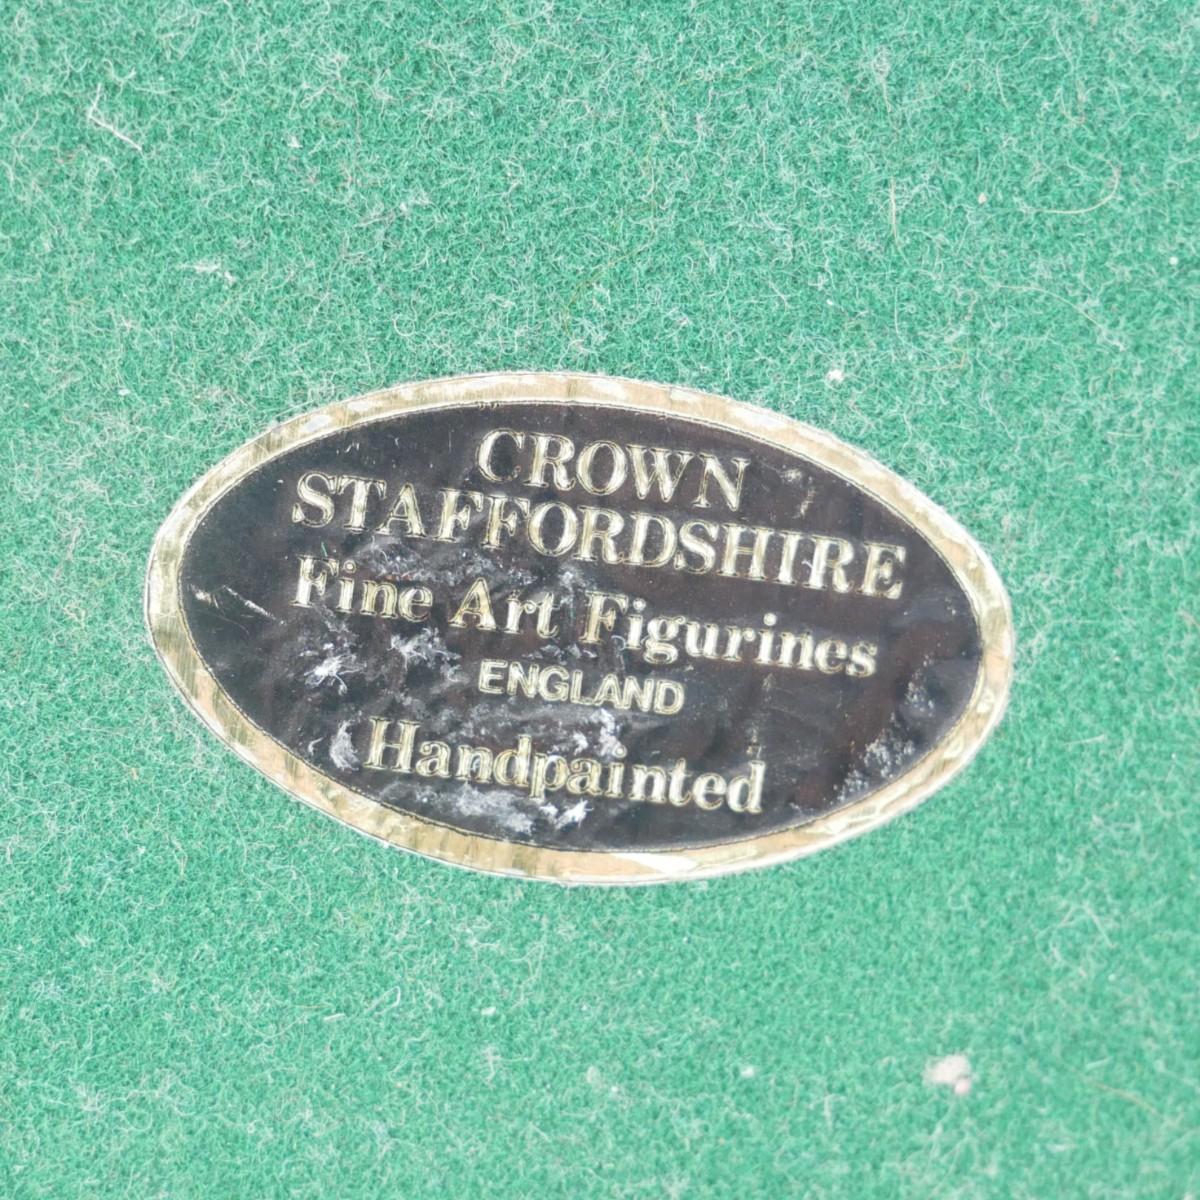 CROWN
STAFFORDSHIRE
Fine Art Figurines
ENGLAND
Handpainted